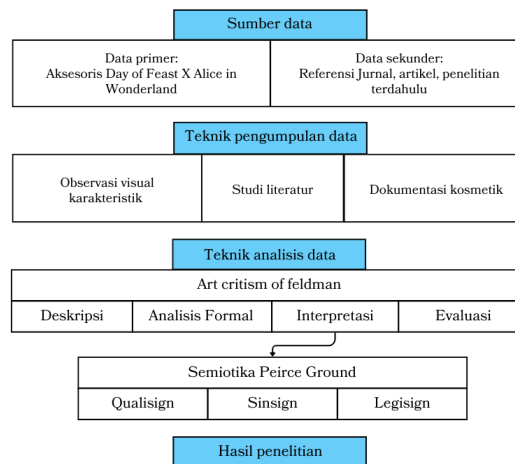 Sumber data
Data primer:
Aksesoris Day of Feast X Alice in
Wonderland
Data sekunder:
Referensi Jurnal, artikel, penelitian
terdahulu
Teknik pengumpulan data
Observasi visual
karakteristik
Studi literatur
Dokumentasi kosmetik
Teknik analisis data
Art critism of feldman
Deskripsi
Analisis Formal
Interpretasi
Evaluasi
Semiotika Peirce Ground
Qualisign
Sinsign
Legisign
Hasil penelitian